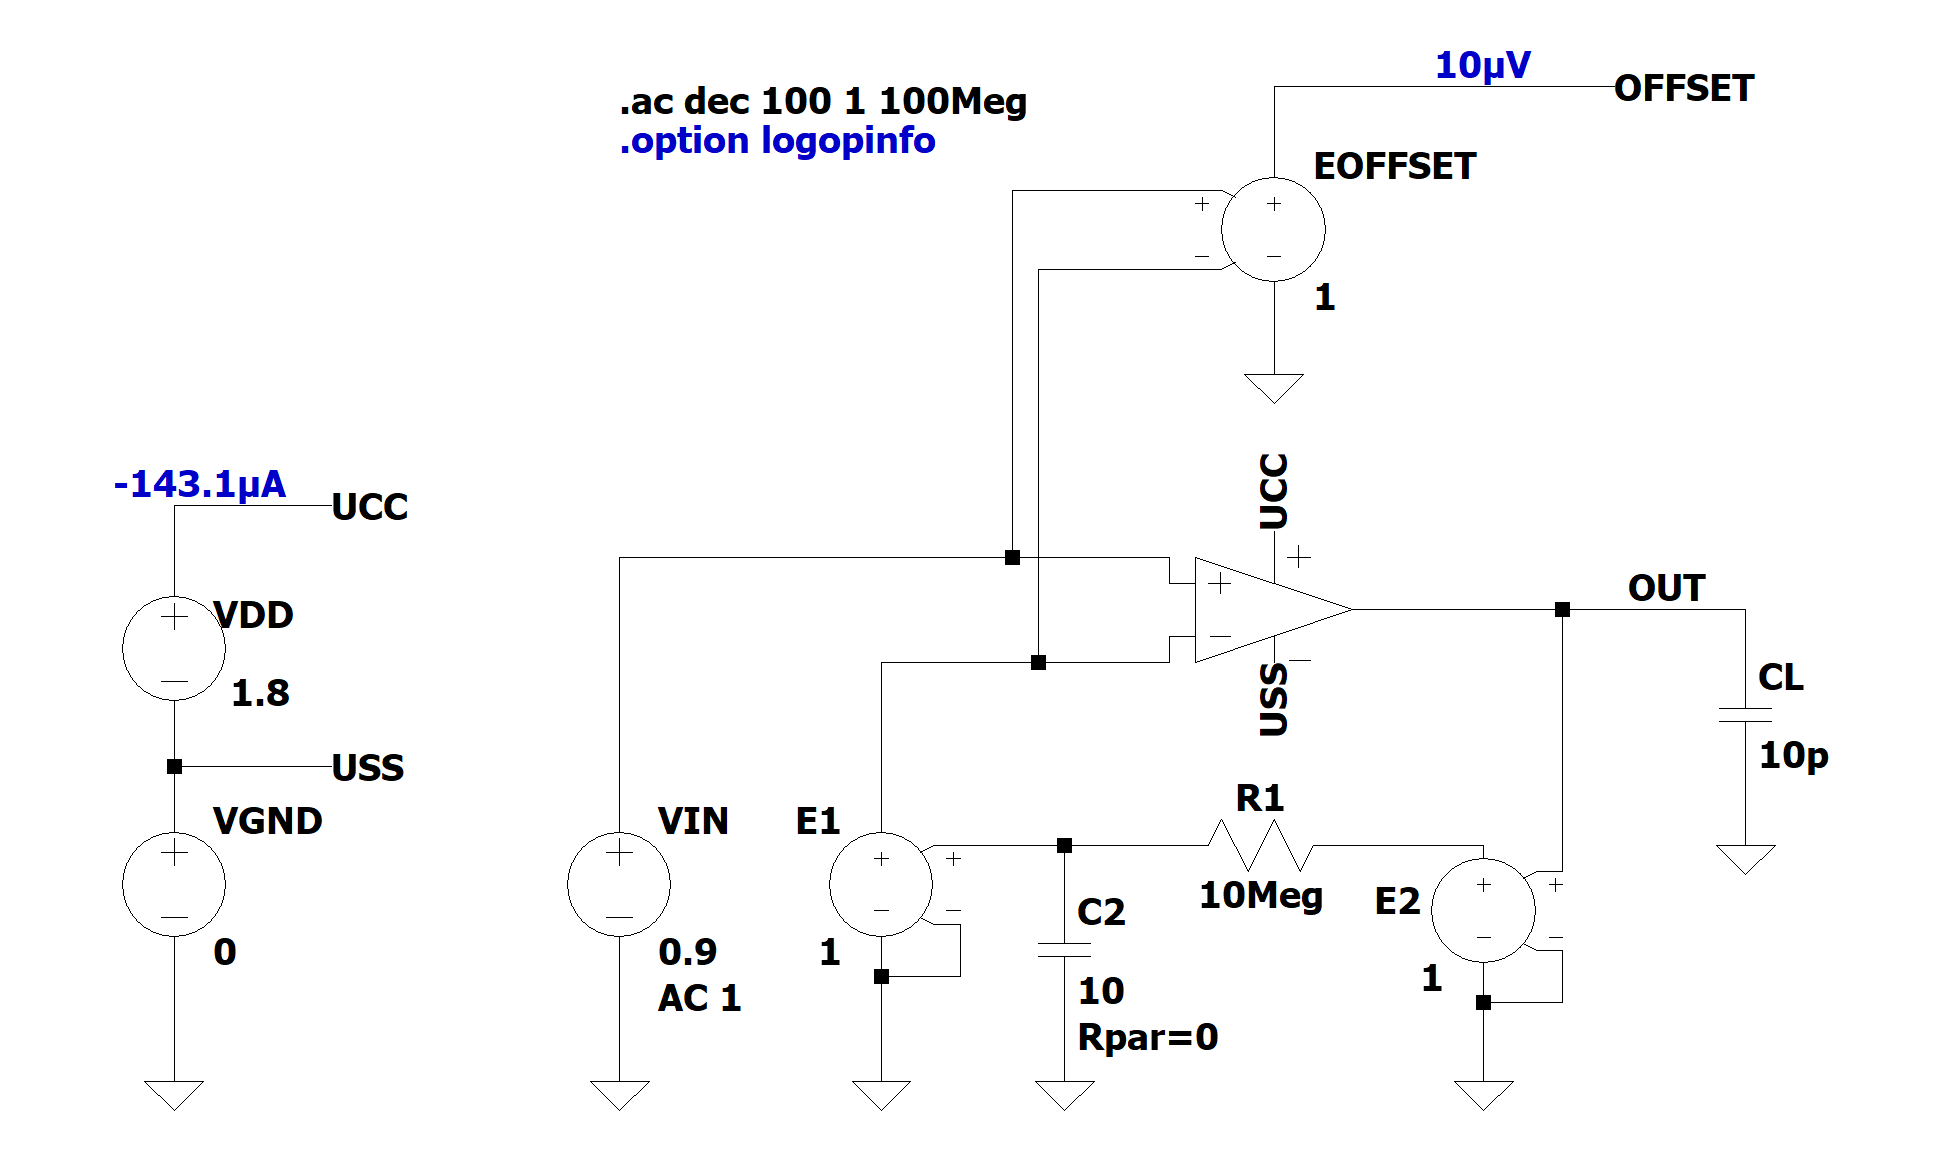 10µV
OFFSET
.ac dec 100 1 100Meg
.option logopinfo
EOFFSET
+
+
−
−
1
-143.1µA
UCC
UCC
+
VDD
+
−
1.8
+
−
USS
−
OUT
CL
10p
USS
VGND
+
−
0
VIN
+
−
0.9
AC 1
E1
+
+
−
−
1
R1
10Meg
C2
10
Rpar=0
E2
+
+
−
−
1